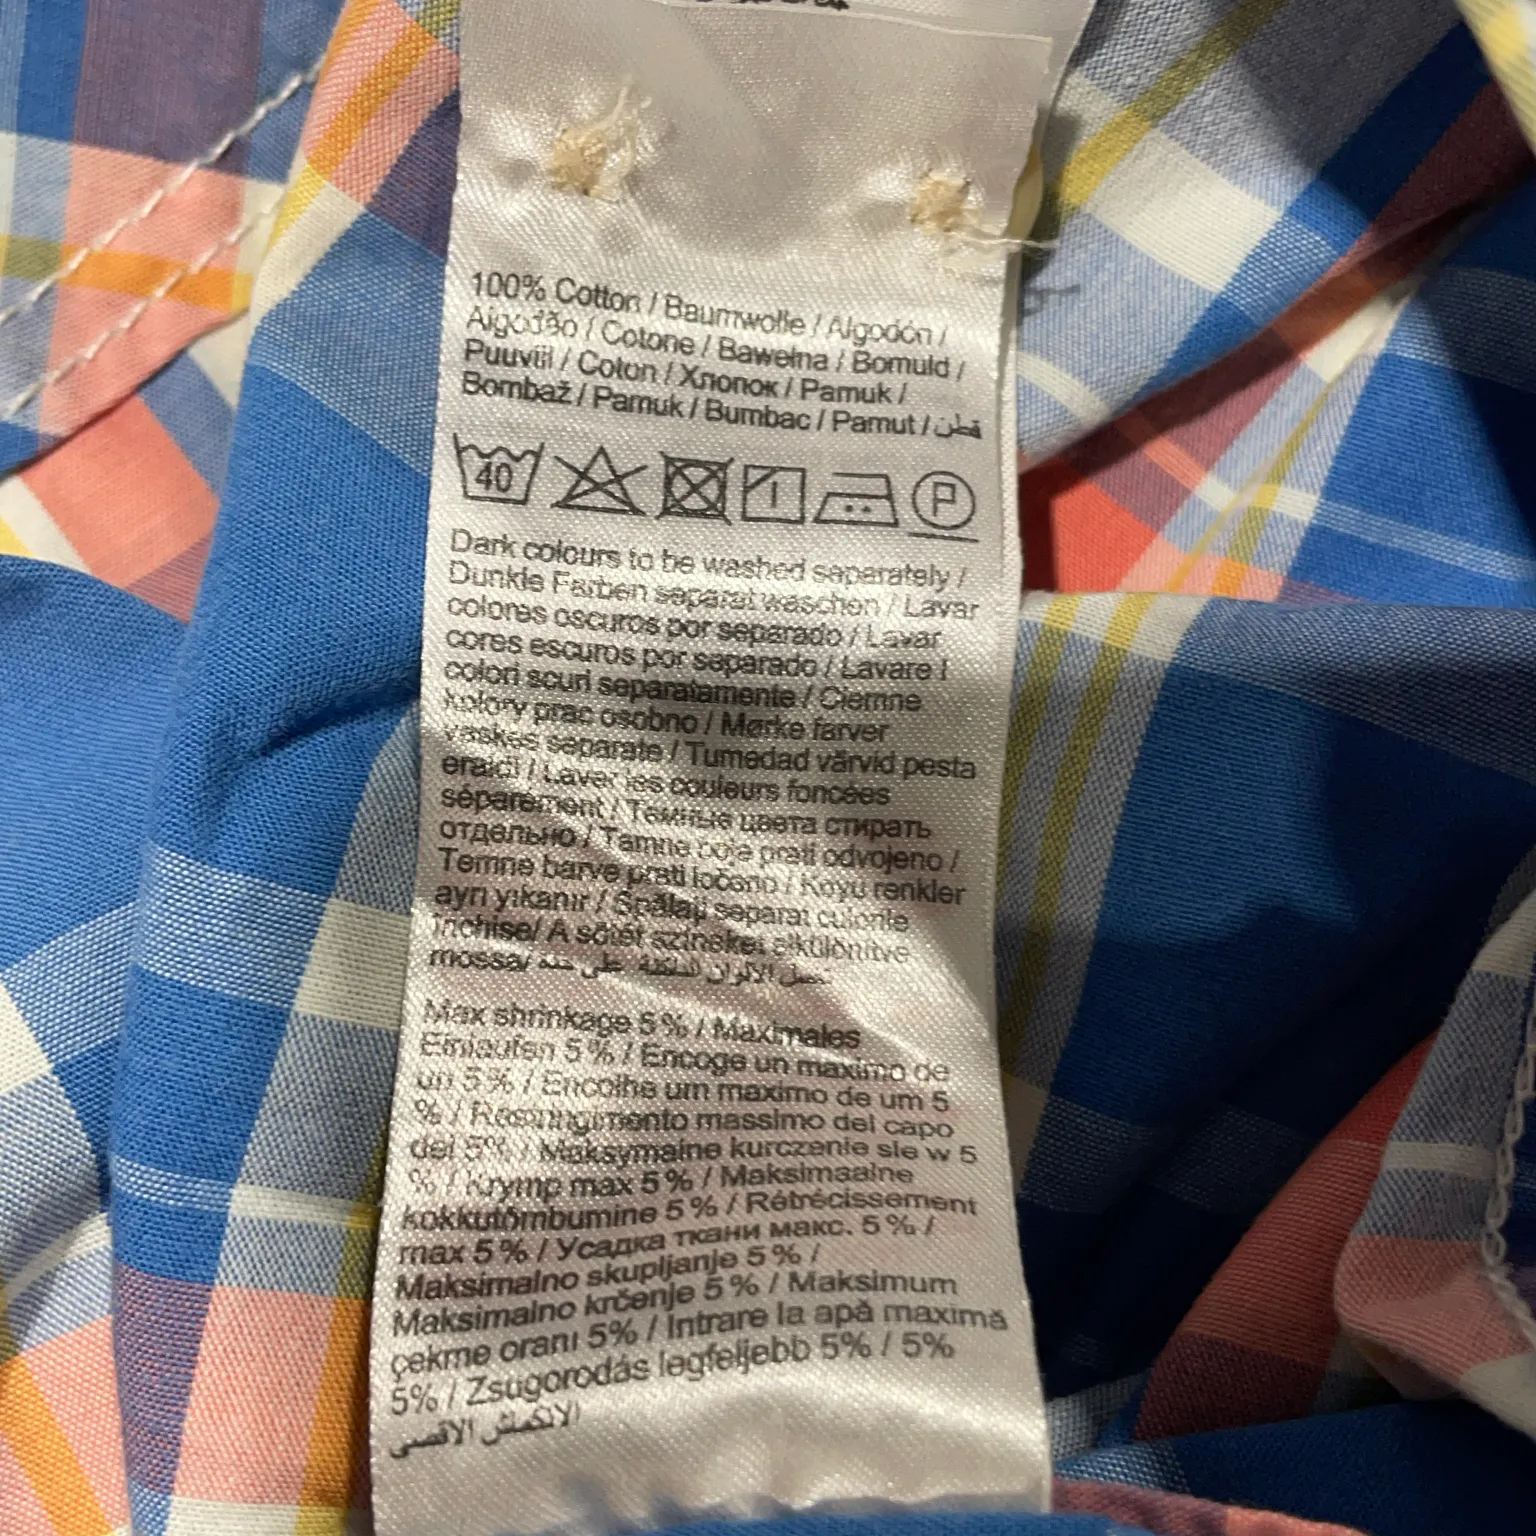 100% Cotton / Baumwolle / Algodón /
Algodão / Cotone / Bawełna / Bomuld /
Puuvill / Coton / Хлопок / Pamuk /
Bombaž / Pamuk / Bumbac / Pamut / قطن
40
P
Dark colours to be washed separately /
Dunkle Farben separat waschen / Lavar
colores oscuros por separado / Lavar
cores escuros por separado / Lavare I
colori scuri separatamente / Ciemne
kolory prac osobno / Mørke farver
vaskes separate / Tumedad värvid pesta
eraldi / Laver les couleurs foncées
séparément / Темные цвета стирать
отдельно / Tamne boje prati odvojeno /
Temne barve prati ločeno / Koyu renkler
ayrı yıkanır / Spălaţi separat culorile
închise/ A sötét színeket elkülönítve
mossa/ الألوان على حده
Max shrinkage 5% / Maximales
Einlaufen 5% / Encoge un maximo de
un 5% / Encolhe um maximo de um 5
% / massimo del capo
del 5% / Maksymalne kurczenie sie w 5
% / Krymp max 5% / Maksimaalne
kokkutõmbumine 5% / Rétrécissement
max 5% / Усадка ткани макс. 5% /
Maksimalno skupljanje 5% /
Maksimalno krčenje 5% / Maksimum
çekme oranı 5% / Intrare la apă maximă
5% / Zsugorodás legfeljebb 5% / 5%
الانكماش الاقصى